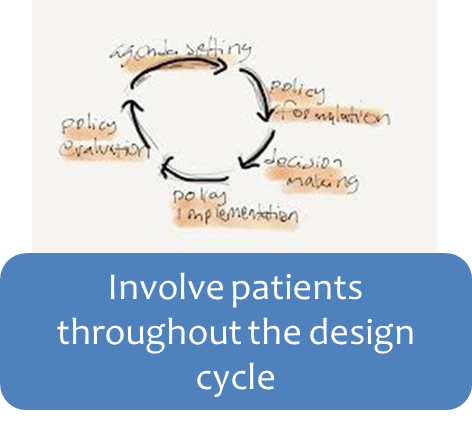 agenda setting
policy
formulation
decision
making
policy
implementation
policy
evaluation
Involve patients
throughout the design
cycle